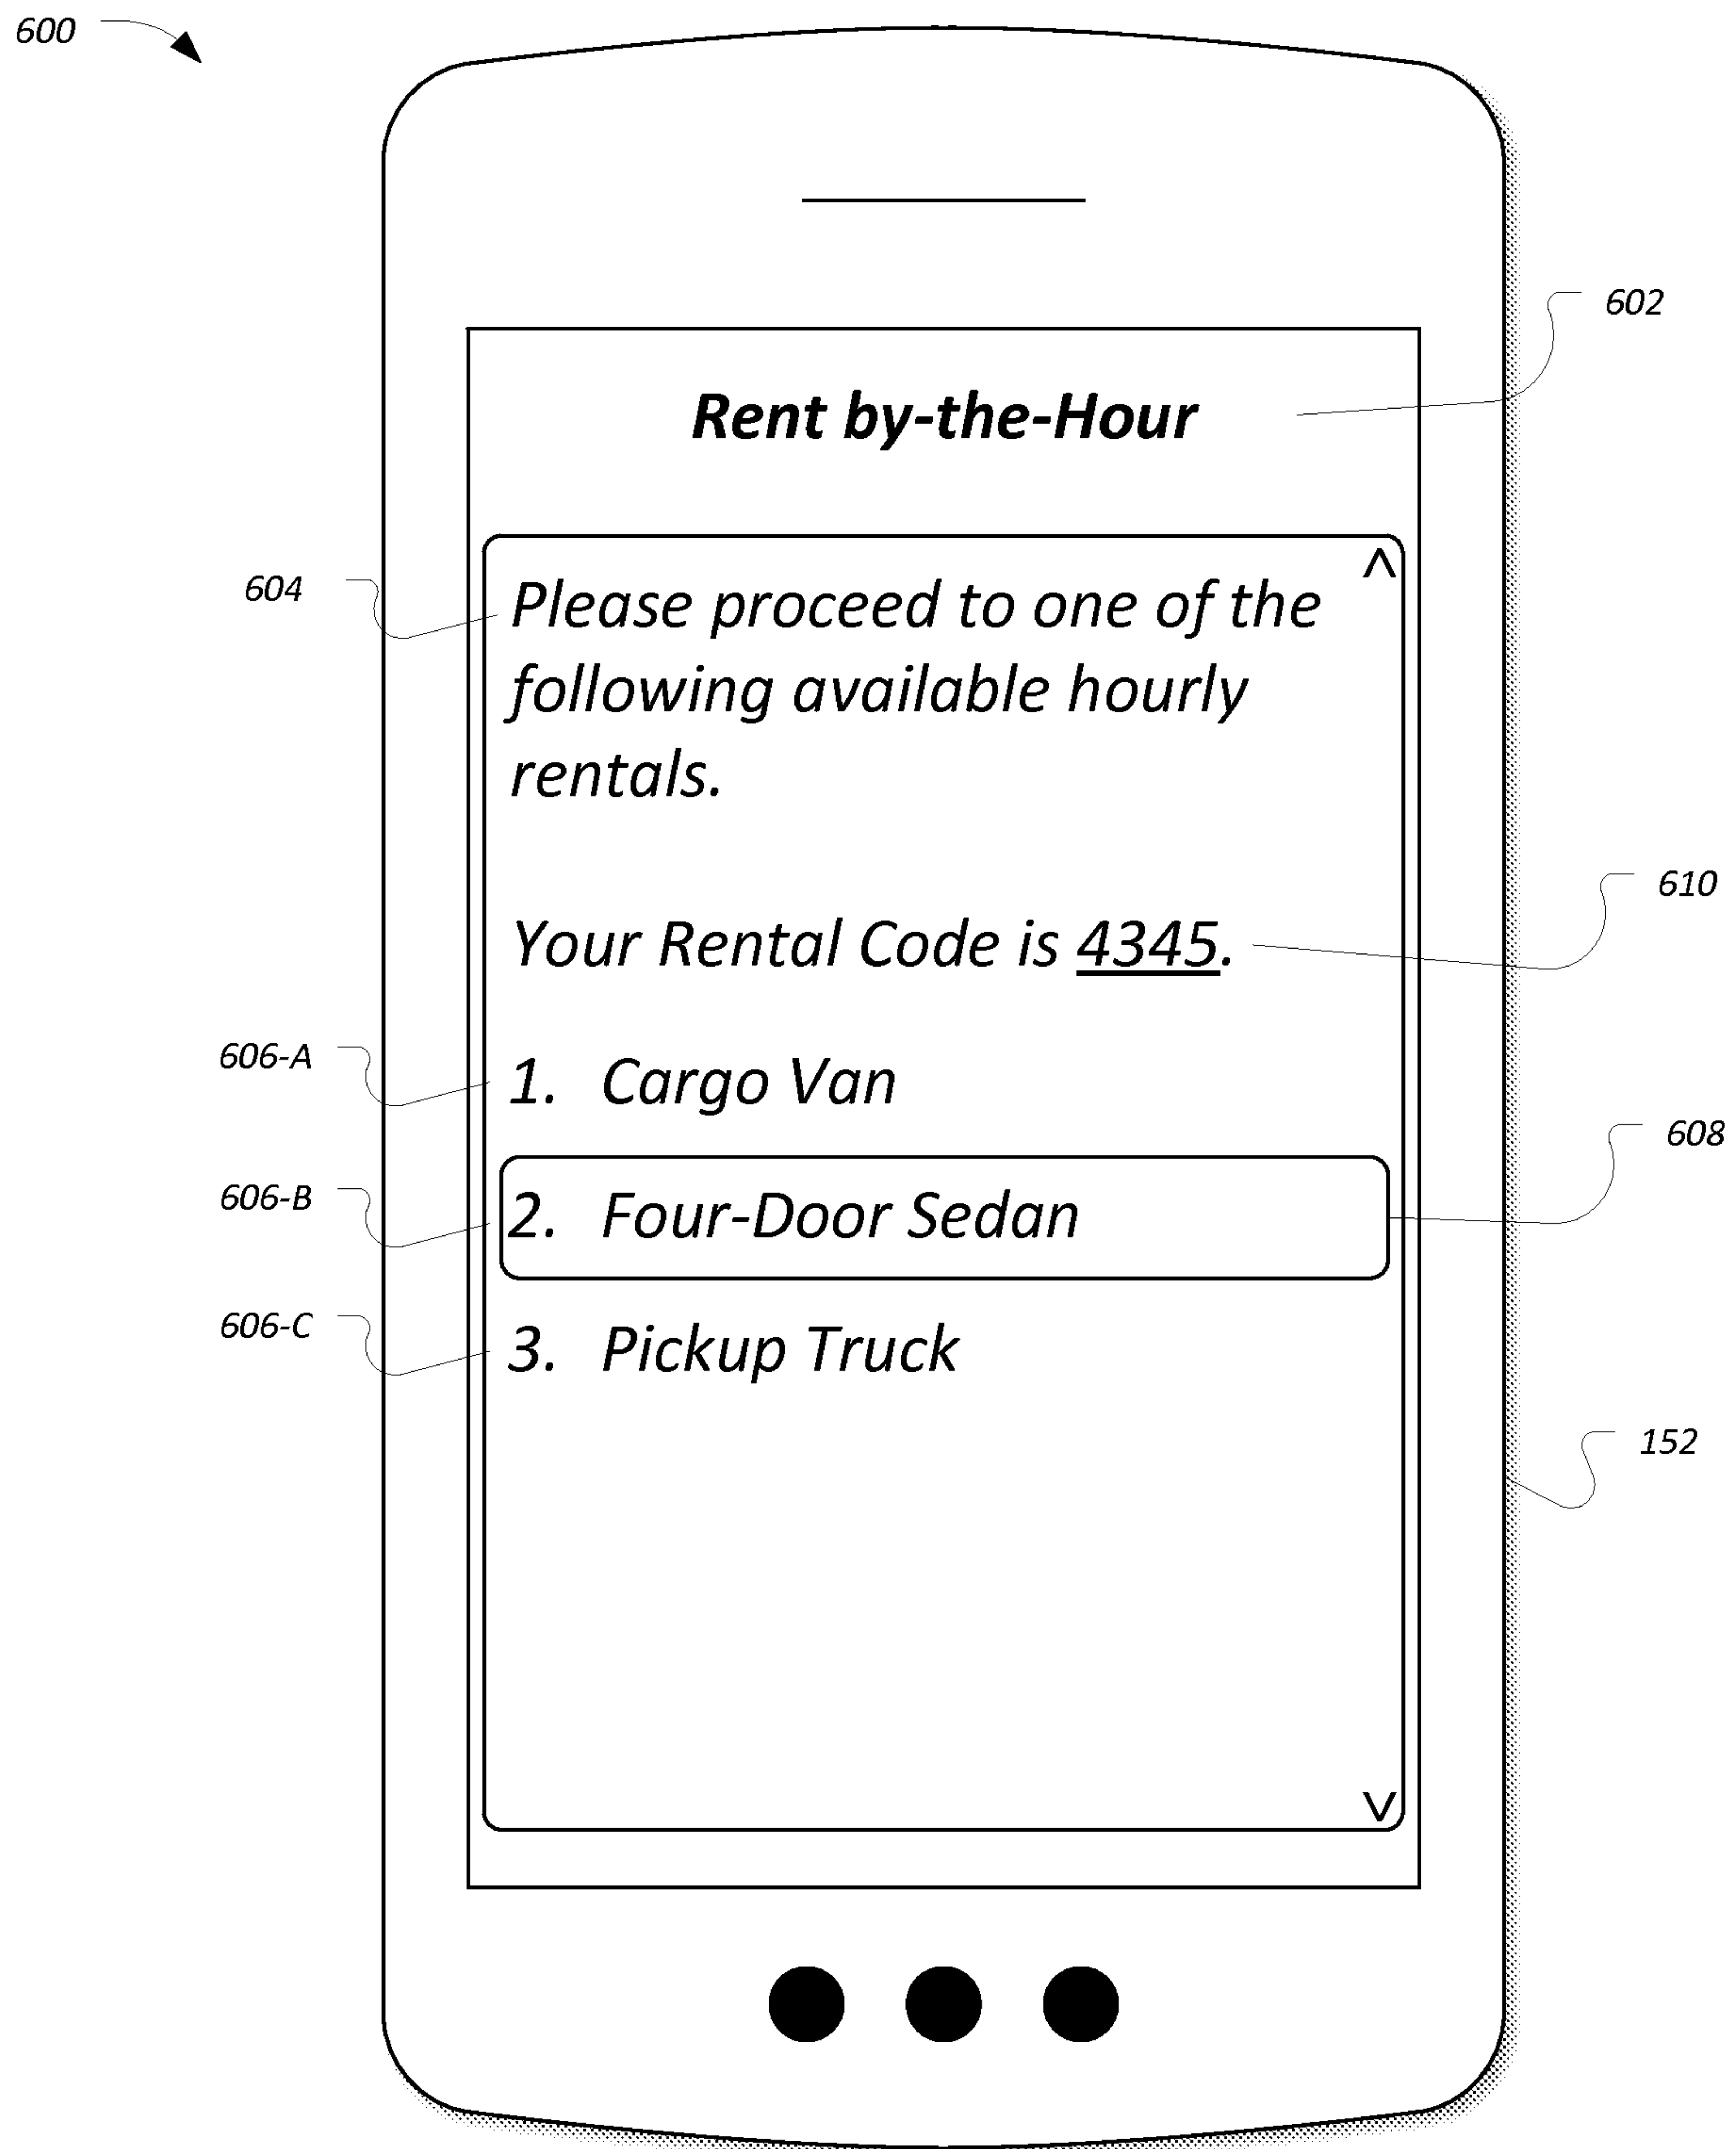 600
602
Rent by-the-Hour
604
Please proceed to one of the
following available hourly
rentals.
610
Your Rental Code is 4345.
606-A
1. Cargo Van
608
606-B
2. Four-Door Sedan
606-C
3. Pickup Truck
152